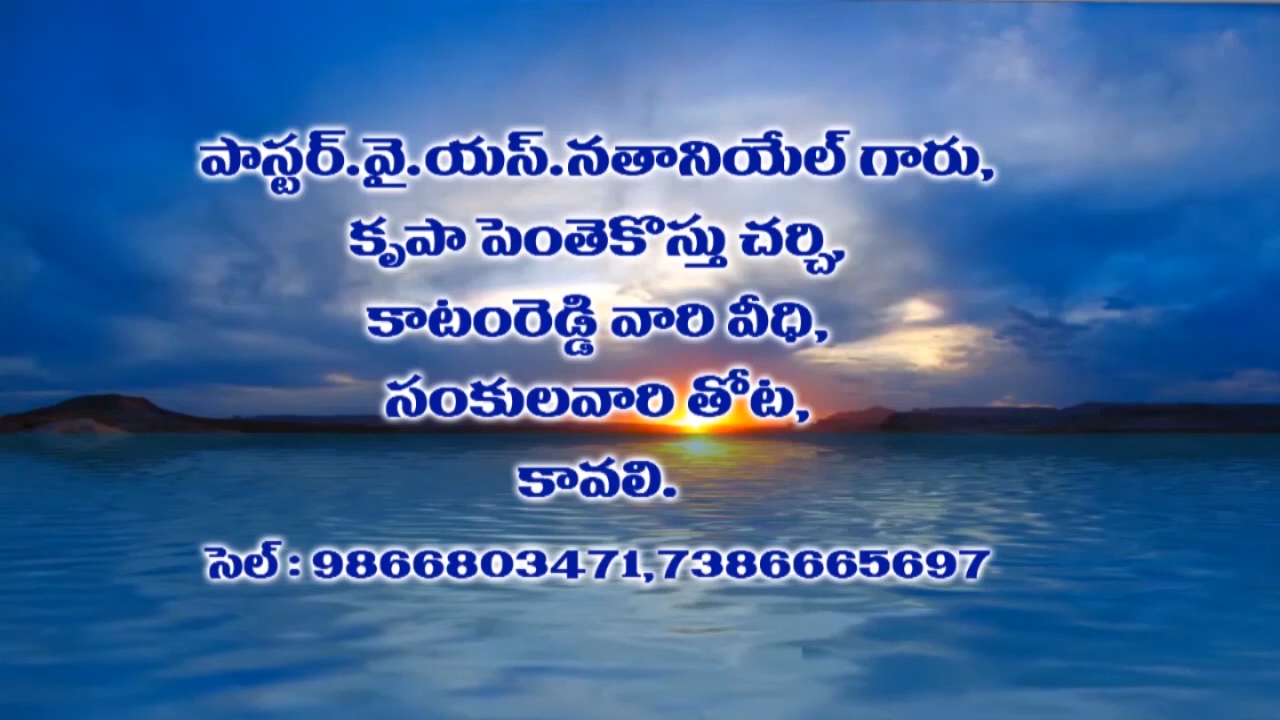 పాస్టర్.వై.యస్.నతానియేల్ గారు,
కృపా పెంతెకొస్తు చర్చి,
కాటంరెడ్డి వారి వీధి,
సంకులవారి తోట,
కావలి.
సెల్ : 9866803471,7386665697